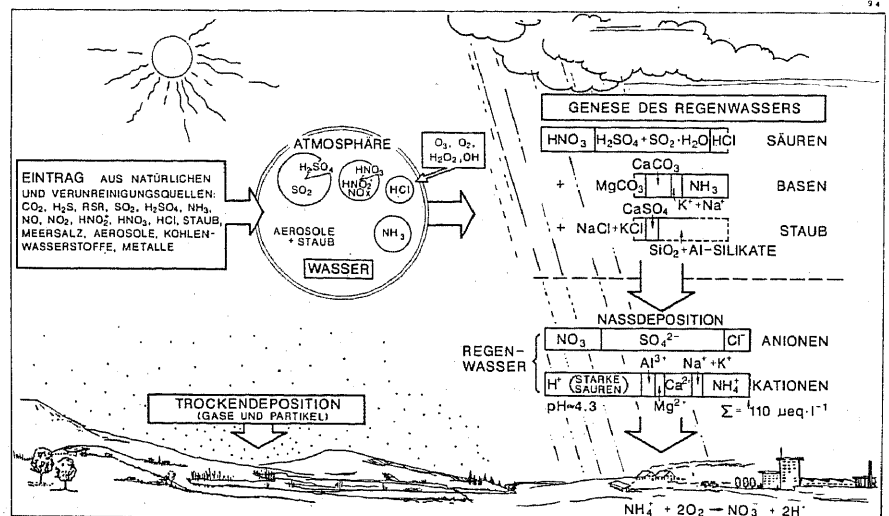 94
EINTRAG AUS NATÜRLICHEN
UND VERUNREINIGUNGSQUELLEN:
CO₂, H₂S, RSR, SO₂, H₂SO₄, NH₃,
NO, NO₂, HNO₂, HNO₃, HCl, STAUB,
MEERSALZ, AEROSOLE, KOHLEN-
WASSERSTOFFE, METALLE
ATMOSPHÄRE
H₂SO₄
SO₂
HNO₃
HNO₂
NOX
HCl
NH₃
AEROSOLE
+ STAUB
WASSER
O₃, O₂,
H₂O₂, OH
GENESE DES REGENWASSERS
HNO₃ H₂SO₄+SO₂·H₂O HCl SÄUREN
CaCO₃
+ MgCO₃ NH₃ BASEN
K⁺+Na⁺
CaSO₄
+ NaCl+KCl STAUB
SiO₂+Al-SILIKATE
NASSDEPOSITION
NO₃ SO₄²⁻ Cl⁻ ANIONEN
REGEN-
WASSER
Al³⁺ Na⁺+K⁺
H⁺ (STARKE SÄUREN) Ca²⁺ NH₄⁺ KATIONEN
pH≈4.3 Mg²⁺ Σ= 110 µeq·l⁻¹
TROCKENDEPOSITION
(GASE UND PARTIKEL)
NH₄⁺ + 2O₂ → NO₃⁻ + 2H⁺